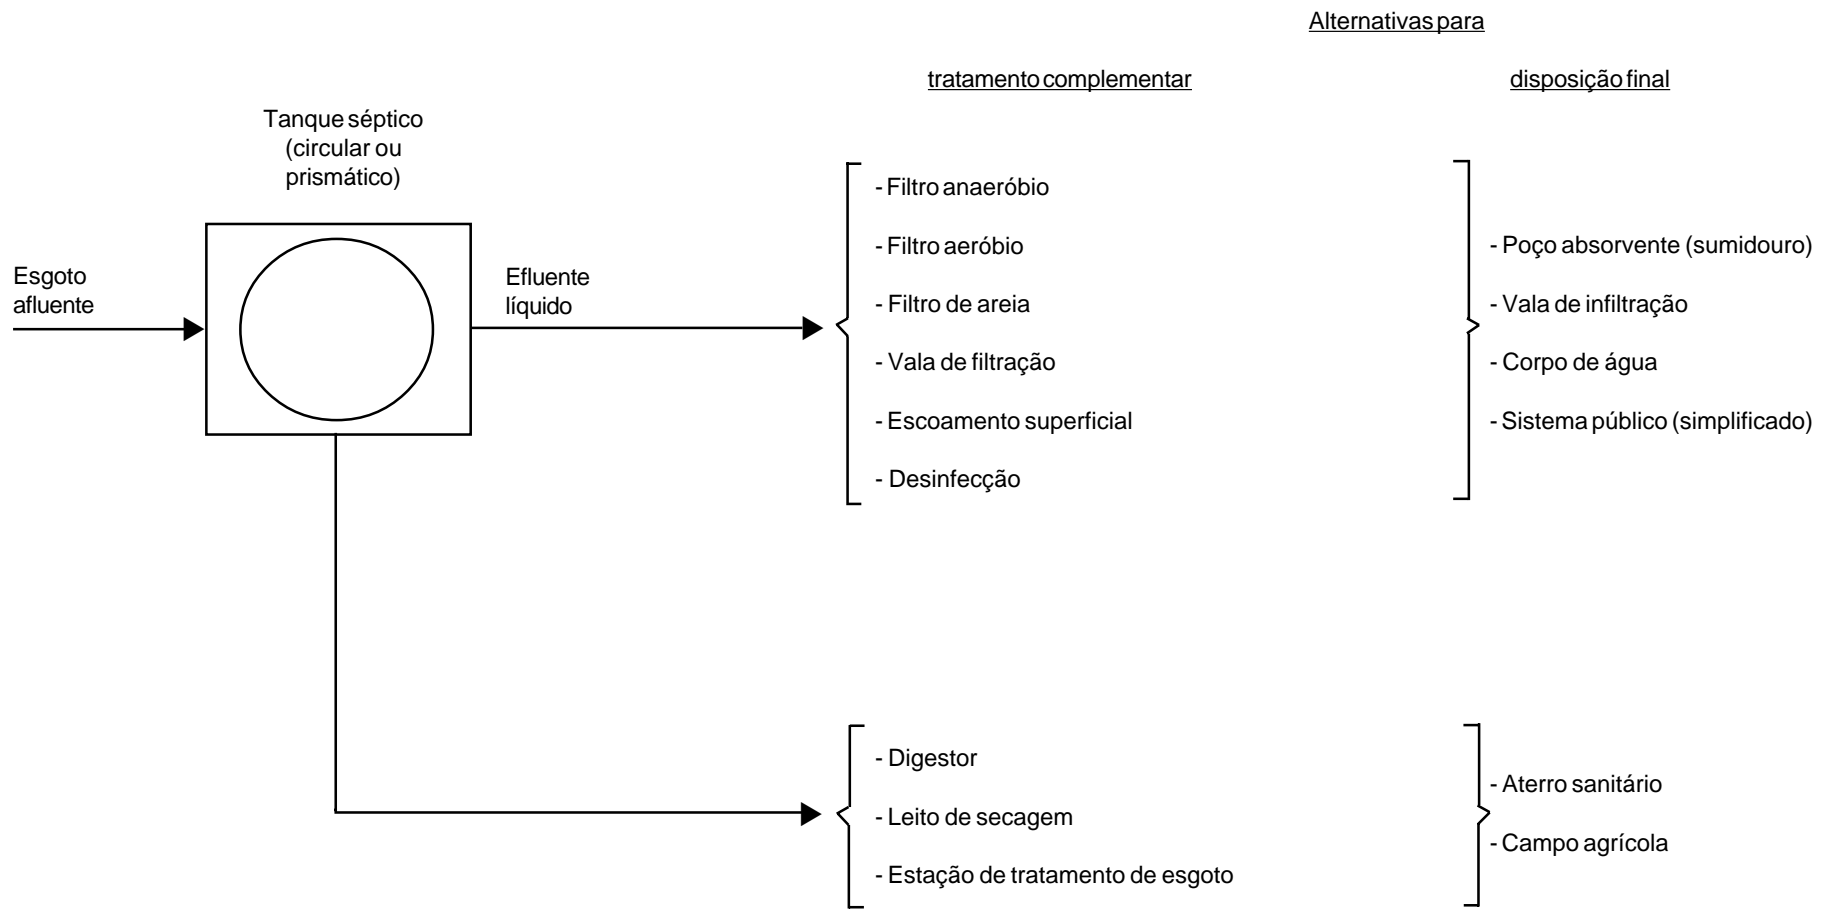 Alternativas para
tratamento complementar
disposição final
Tanque séptico
(circular ou
prismático)
Esgoto
afluente
Efluente
líquido
- Filtro anaeróbio
- Filtro aeróbio
- Filtro de areia
- Vala de filtração
- Escoamento superficial
- Desinfecção
- Poço absorvente (sumidouro)
- Vala de infiltração
- Corpo de água
- Sistema público (simplificado)
- Digestor
- Leito de secagem
- Estação de tratamento de esgoto
- Aterro sanitário
- Campo agrícola